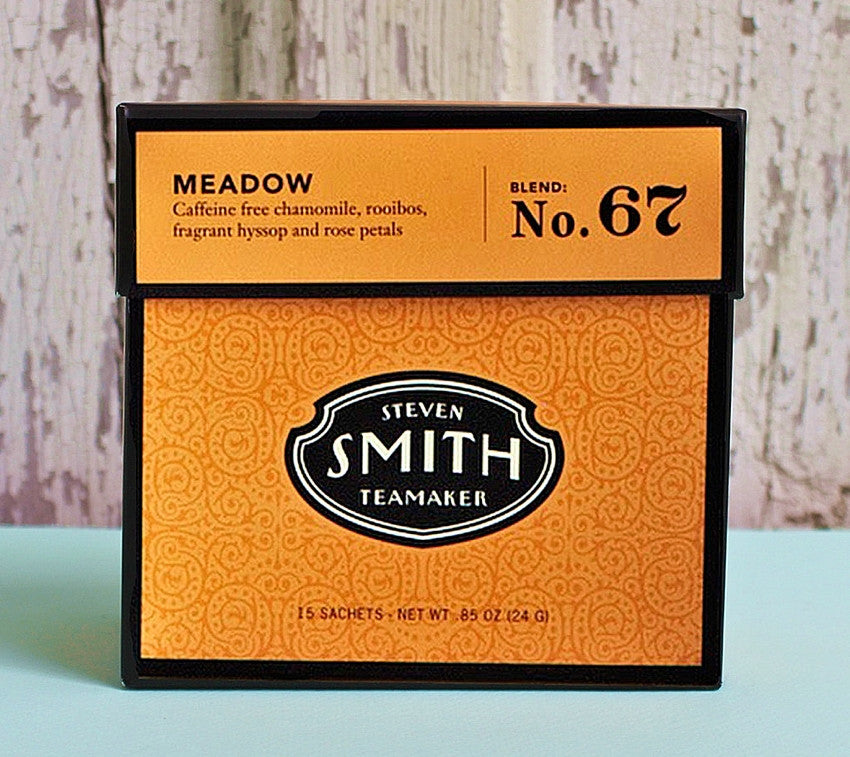 MEADOW
Caffeine free chamomile, rooibos,
fragrant hyssop and rose petals
BLEND:
No. 67
STEVEN
SMITH
TEAMAKER
15 SACHETS - NET WT .85 OZ (24 G)